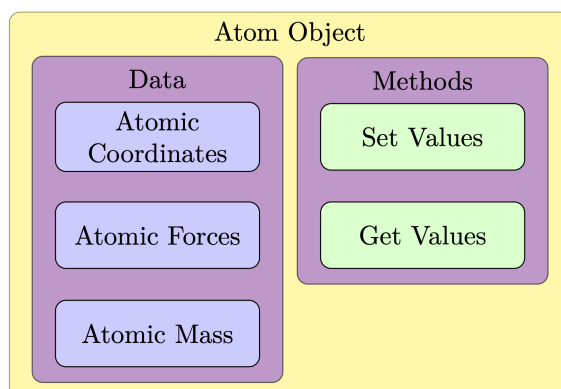 Atom Object
Data
Atomic
Coordinates
Atomic Forces
Atomic Mass
Methods
Set Values
Get Values